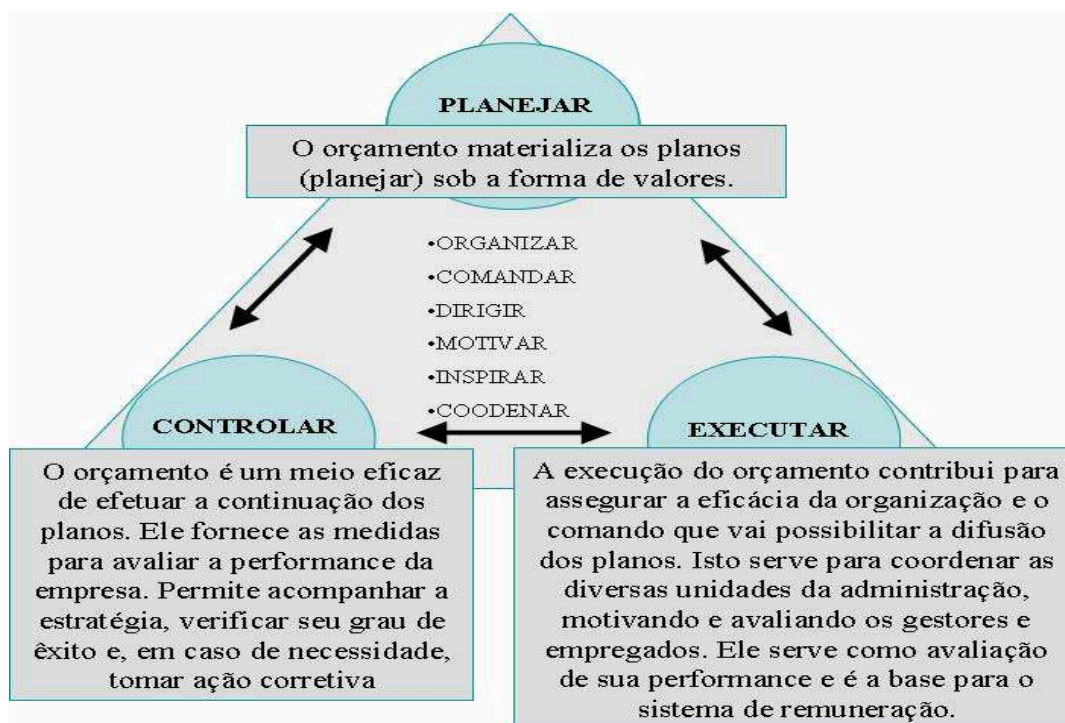 PLANEJAR
O orçamento materializa os planos
(planejar) sob a forma de valores.
•ORGANIZAR
•COMANDAR
•DIRIGIR
•MOTIVAR
•INSPIRAR
•COODENAR
CONTROLAR
O orçamento é um meio eficaz
de efetuar a continuação dos
planos. Ele fornece as medidas
para avaliar a performance da
empresa. Permite acompanhar a
estratégia, verificar seu grau de
êxito e, em caso de necessidade,
tomar ação corretiva
EXECUTAR
A execução do orçamento contribui para
assegurar a eficácia da organização e o
comando que vai possibilitar a difusão
dos planos. Isto serve para coordenar as
diversas unidades da administração,
motivando e avaliando os gestores e
empregados. Ele serve como avaliação
de sua performance e é a base para o
sistema de remuneração.